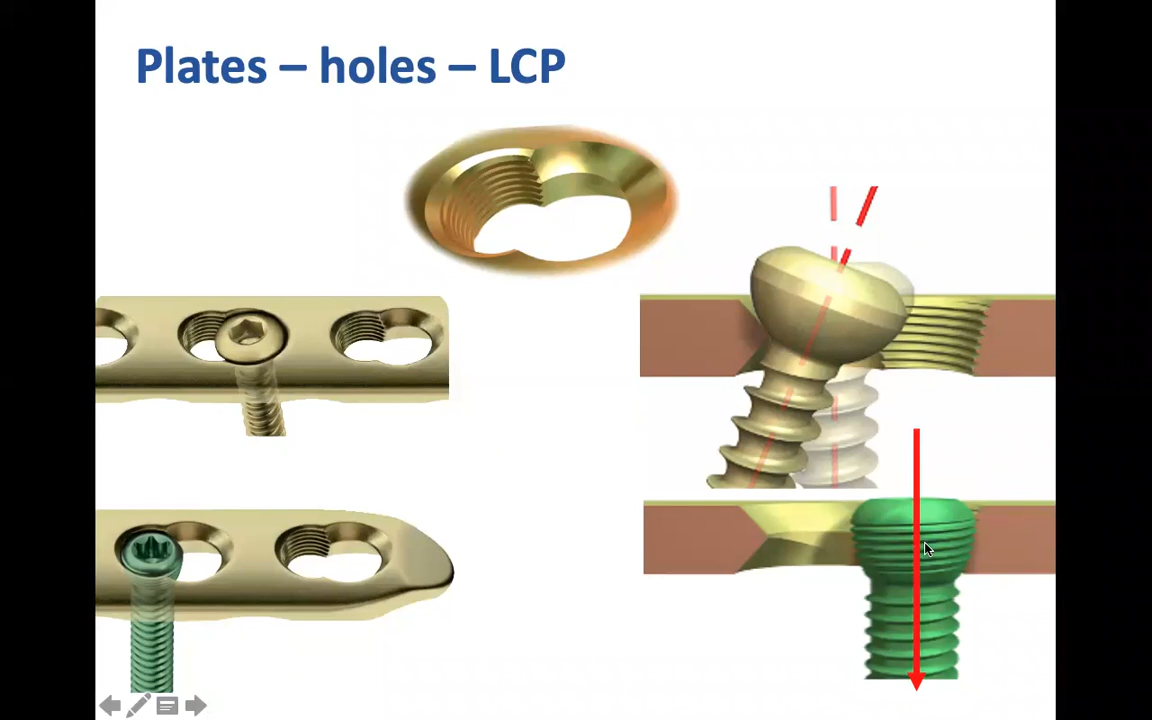 Plates – holes – LCP